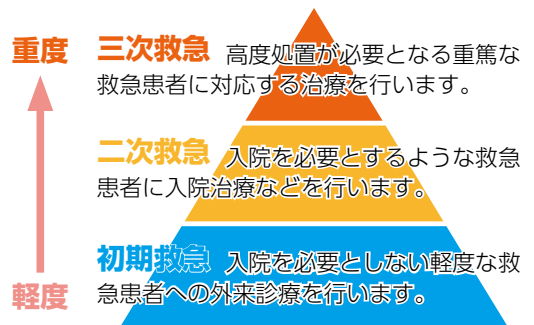 重度
三次救急 高度処置が必要となる重篤な
救急患者に対応する治療を行います。
二次救急 入院を必要とするような救急
患者に入院治療などを行います。
初期救急 入院を必要としない軽度な救
急患者への外来診療を行います。
軽度